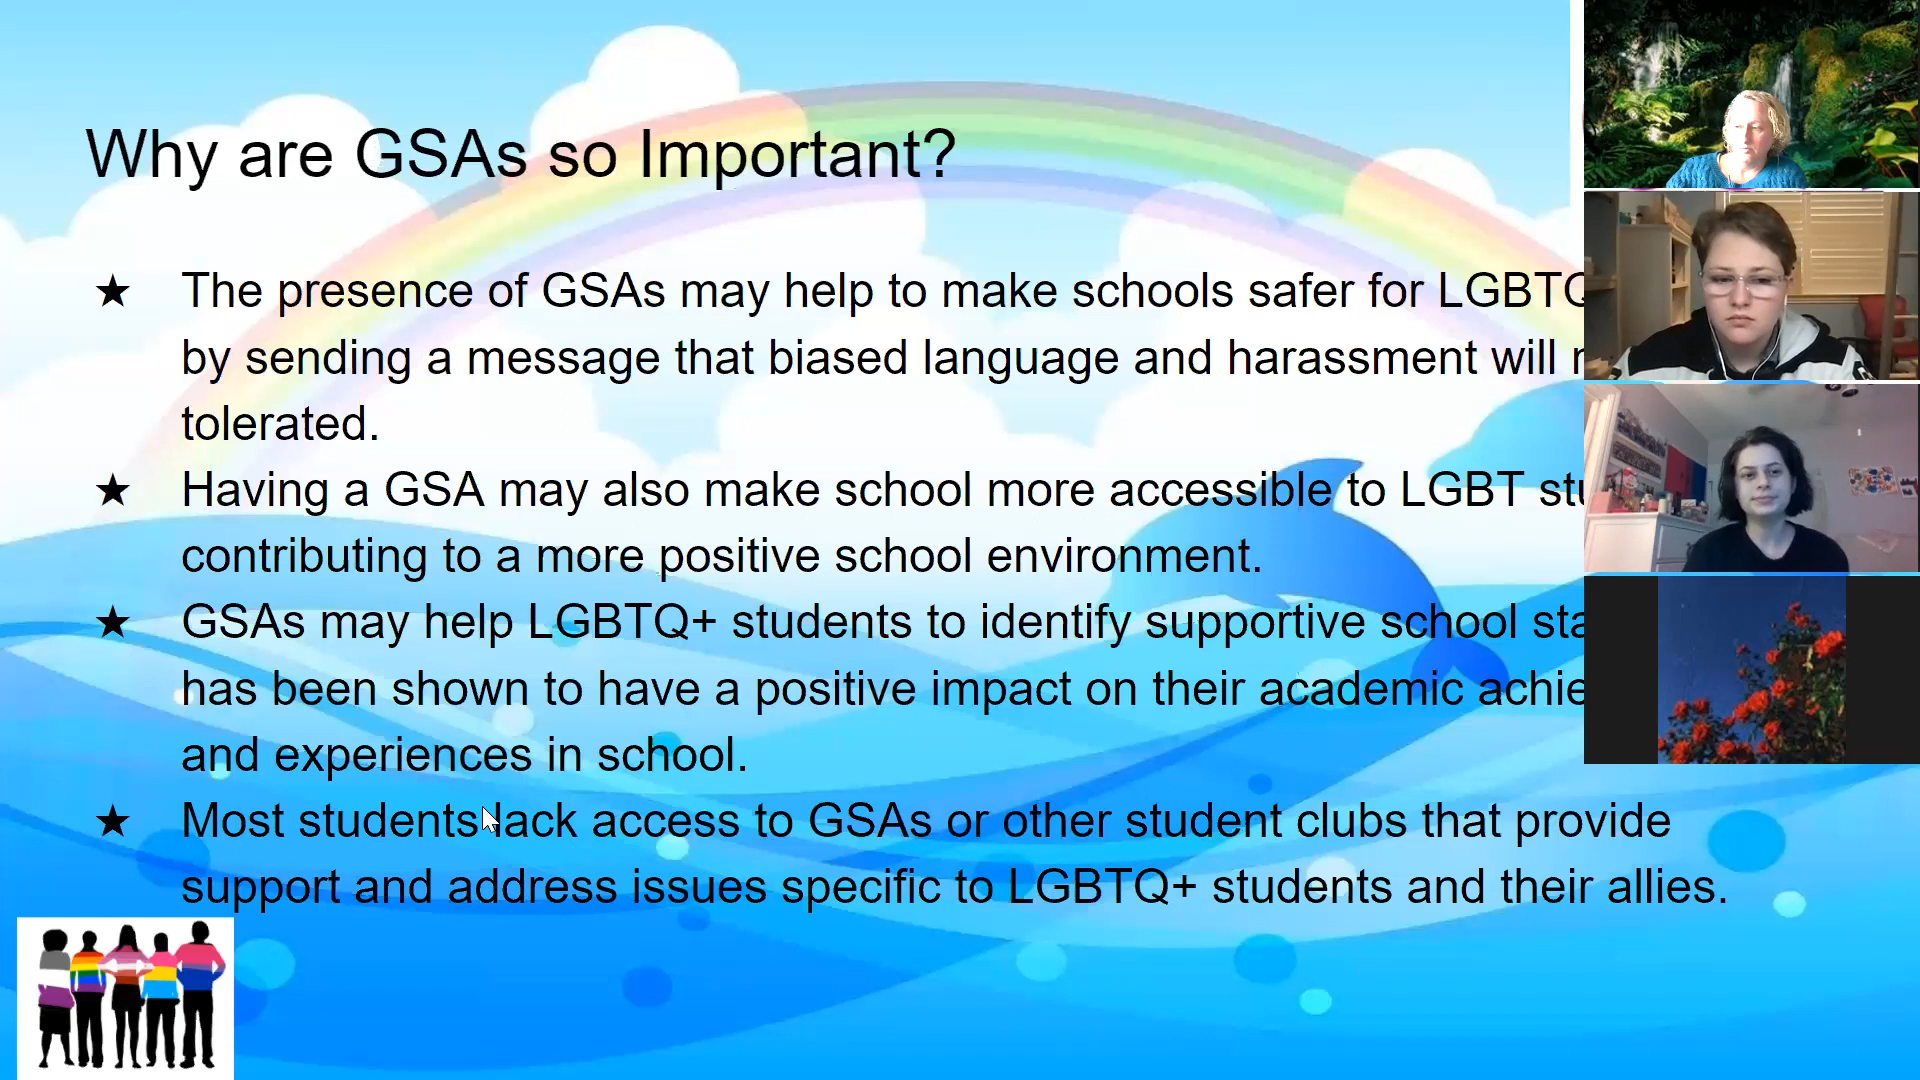 Why are GSAs so Important?
★ The presence of GSAs may help to make schools safer for LGBTQ
by sending a message that biased language and harassment will
tolerated.
★ Having a GSA may also make school more accessible to LGBT
contributing to a more positive school environment.
★ GSAs may help LGBTQ+ students to identify supportive school
has been shown to have a positive impact on their academic
and experiences in school.
★ Most students lack access to GSAs or other student clubs that provide
support and address issues specific to LGBTQ+ students and their allies.